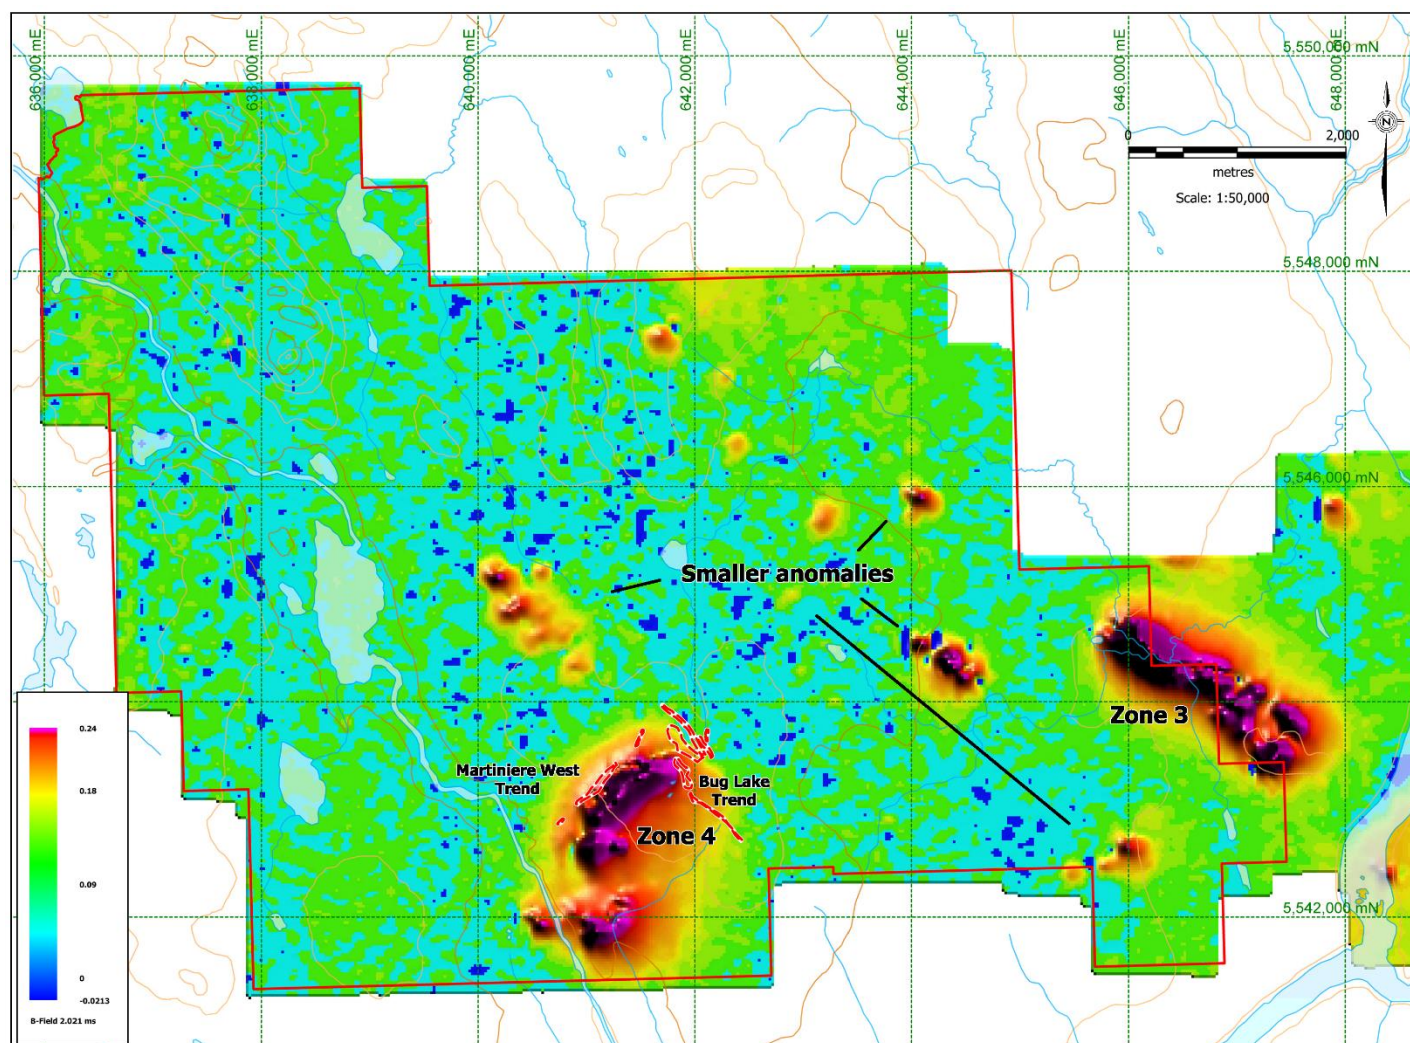 636,000 mE
638,000 mE
640,000 mE
642,000 mE
644,000 mE
646,000 mE
648,000 mE
5,550,000 mN
N
0 2,000
metres
Scale: 1:50,000
5,548,000 mN
5,546,000 mN
Smaller anomalies
Zone 3
Martiniere West
Trend
Bug Lake
Trend
Zone 4
5,542,000 mN
0.24
0.18
0.09
0
-0.0213
B-Field 2.021 ms